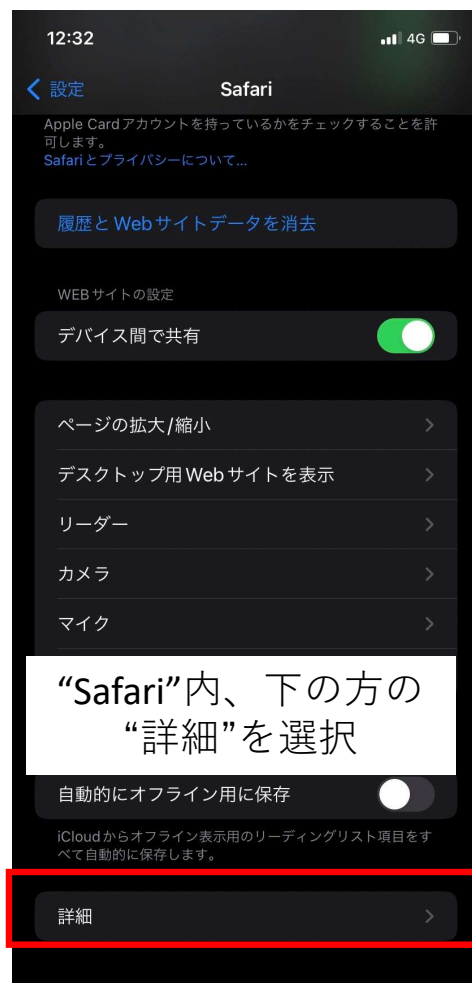 12:32
4G
設定
Safari
Apple Cardアカウントを持っているかをチェックすることを許
可します。
Safariとプライバシーについて...
履歴とWebサイトデータを消去
WEBサイトの設定
デバイス間で共有
ページの拡大/縮小
デスクトップ用Webサイトを表示
リーダー
カメラ
マイク
“Safari”内、下の方の
“詳細”を選択
自動的にオフライン用に保存
iCloudからオフライン表示用のリーディングリスト項目をす
べて自動的に保存します。
詳細